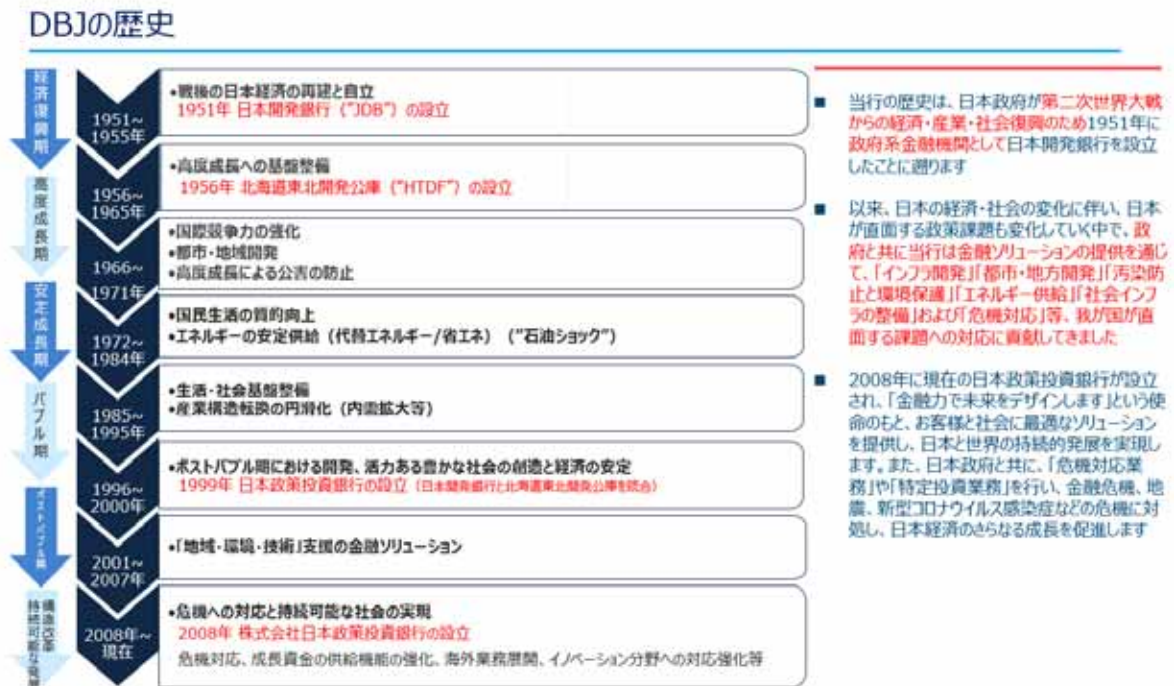 DBJの歴史
経済復興期
高度成長期
安定成長期
バブル期
ポストバブル期
構造改革
持続可能な発展
1951~
1955年
•戦後の日本経済の再建と自立
1951年 日本開発銀行（"JDB"）の設立
1956~
1965年
•高度成長への基盤整備
1956年 北海道東北開発公庫（"HTDF"）の設立
1966~
1971年
•国際競争力の強化
•都市・地域開発
•高度成長による公害の防止
1972~
1984年
•国民生活の質的向上
•エネルギーの安定供給（代替エネルギー/省エネ）（"石油ショック"）
1985~
1995年
•生活・社会基盤整備
•産業構造転換の円滑化（内需拡大等）
1996~
2000年
•ポストバブル期における開発、活力ある豊かな社会の創造と経済の安定
1999年 日本政策投資銀行の設立（日本開発銀行と北海道東北開発公庫を統合）
2001~
2007年
•「地域・環境・技術」支援の金融ソリューション
2008年~
現在
•危機への対応と持続可能な社会の実現
2008年 株式会社日本政策投資銀行の設立
危機対応、成長資金の供給機能の強化、海外業務展開、イノベーション分野への対応強化等
■ 当行の歴史は、日本政府が第二次世界大戦
からの経済・産業・社会復興のため1951年に
政府系金融機関として日本開発銀行を設立
したことに遡ります
■ 以来、日本の経済・社会の変化に伴い、日本
が直面する政策課題も変化していく中で、政
府と共に当行は金融ソリューションの提供を通じ
て、「インフラ開発」「都市・地方開発」「汚染防
止と環境保護」「エネルギー供給」「社会インフ
ラの整備」および「危機対応」等、我が国が直
面する課題への対応に貢献してきました
■ 2008年に現在の日本政策投資銀行が設立
され、「金融力で未来をデザインします」という使
命のもと、お客様と社会に最適なソリューション
を提供し、日本と世界の持続的発展を実現し
ます。また、日本政府と共に、「危機対応業
務」や「特定投資業務」を行い、金融危機、地
震、新型コロナウイルス感染症などの危機に対
処し、日本経済のさらなる成長を促進します